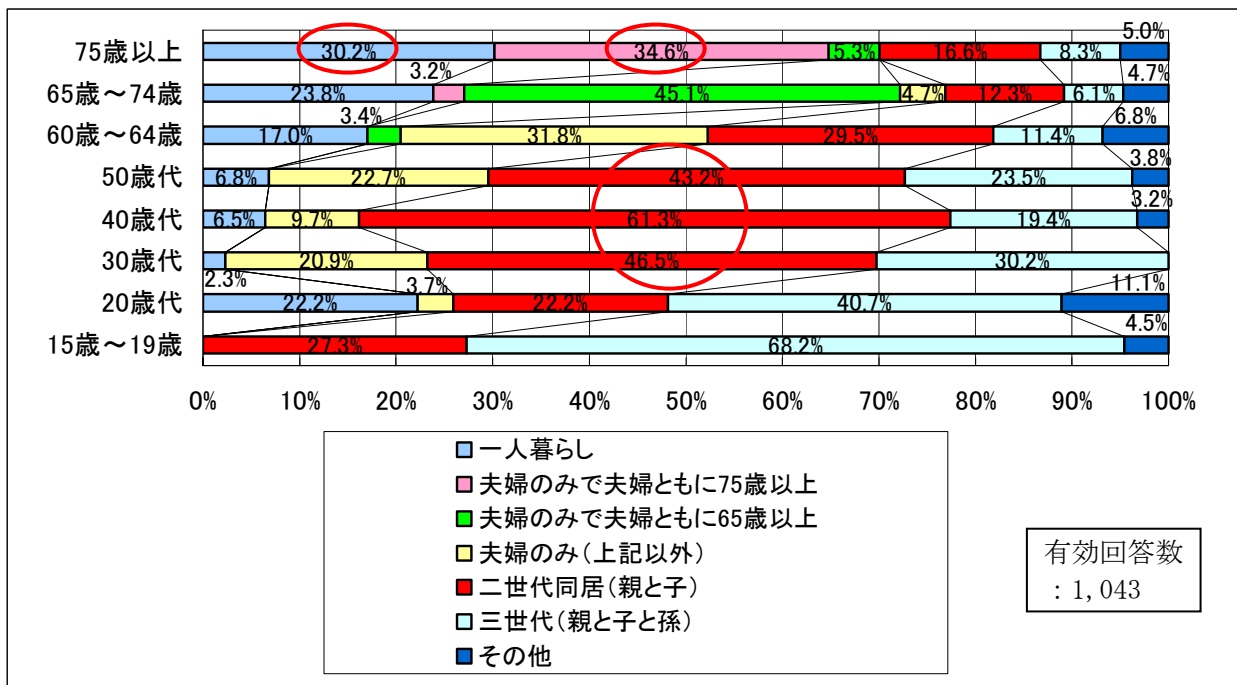 5.0%
75歳以上 30.2% 34.6% 5.3% 16.6% 8.3%
3.2% 4.7%
65歳～74歳 23.8% 45.1% 4.7% 12.3% 6.1%
3.4% 6.8%
60歳～64歳 17.0% 31.8% 29.5% 11.4%
3.8%
50歳代 6.8% 22.7% 43.2% 23.5%
3.2%
40歳代 6.5% 9.7% 61.3% 19.4%
30歳代 20.9% 46.5% 30.2%
2.3% 3.7% 11.1%
20歳代 22.2% 22.2% 40.7%
4.5%
15歳～19歳 27.3% 68.2%
0% 10% 20% 30% 40% 50% 60% 70% 80% 90% 100%
一人暮らし
夫婦のみで夫婦ともに75歳以上
夫婦のみで夫婦ともに65歳以上
夫婦のみ（上記以外）
二世代同居（親と子）
三世代（親と子と孫）
その他
有効回答数
：1,043